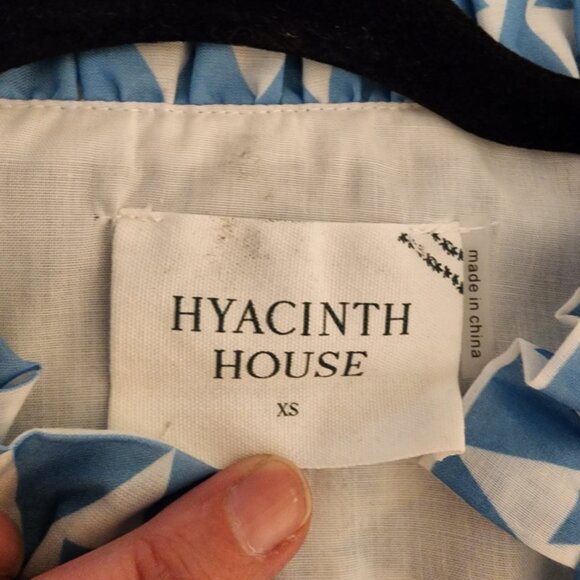 HYACINTH
HOUSE
XS
made in china